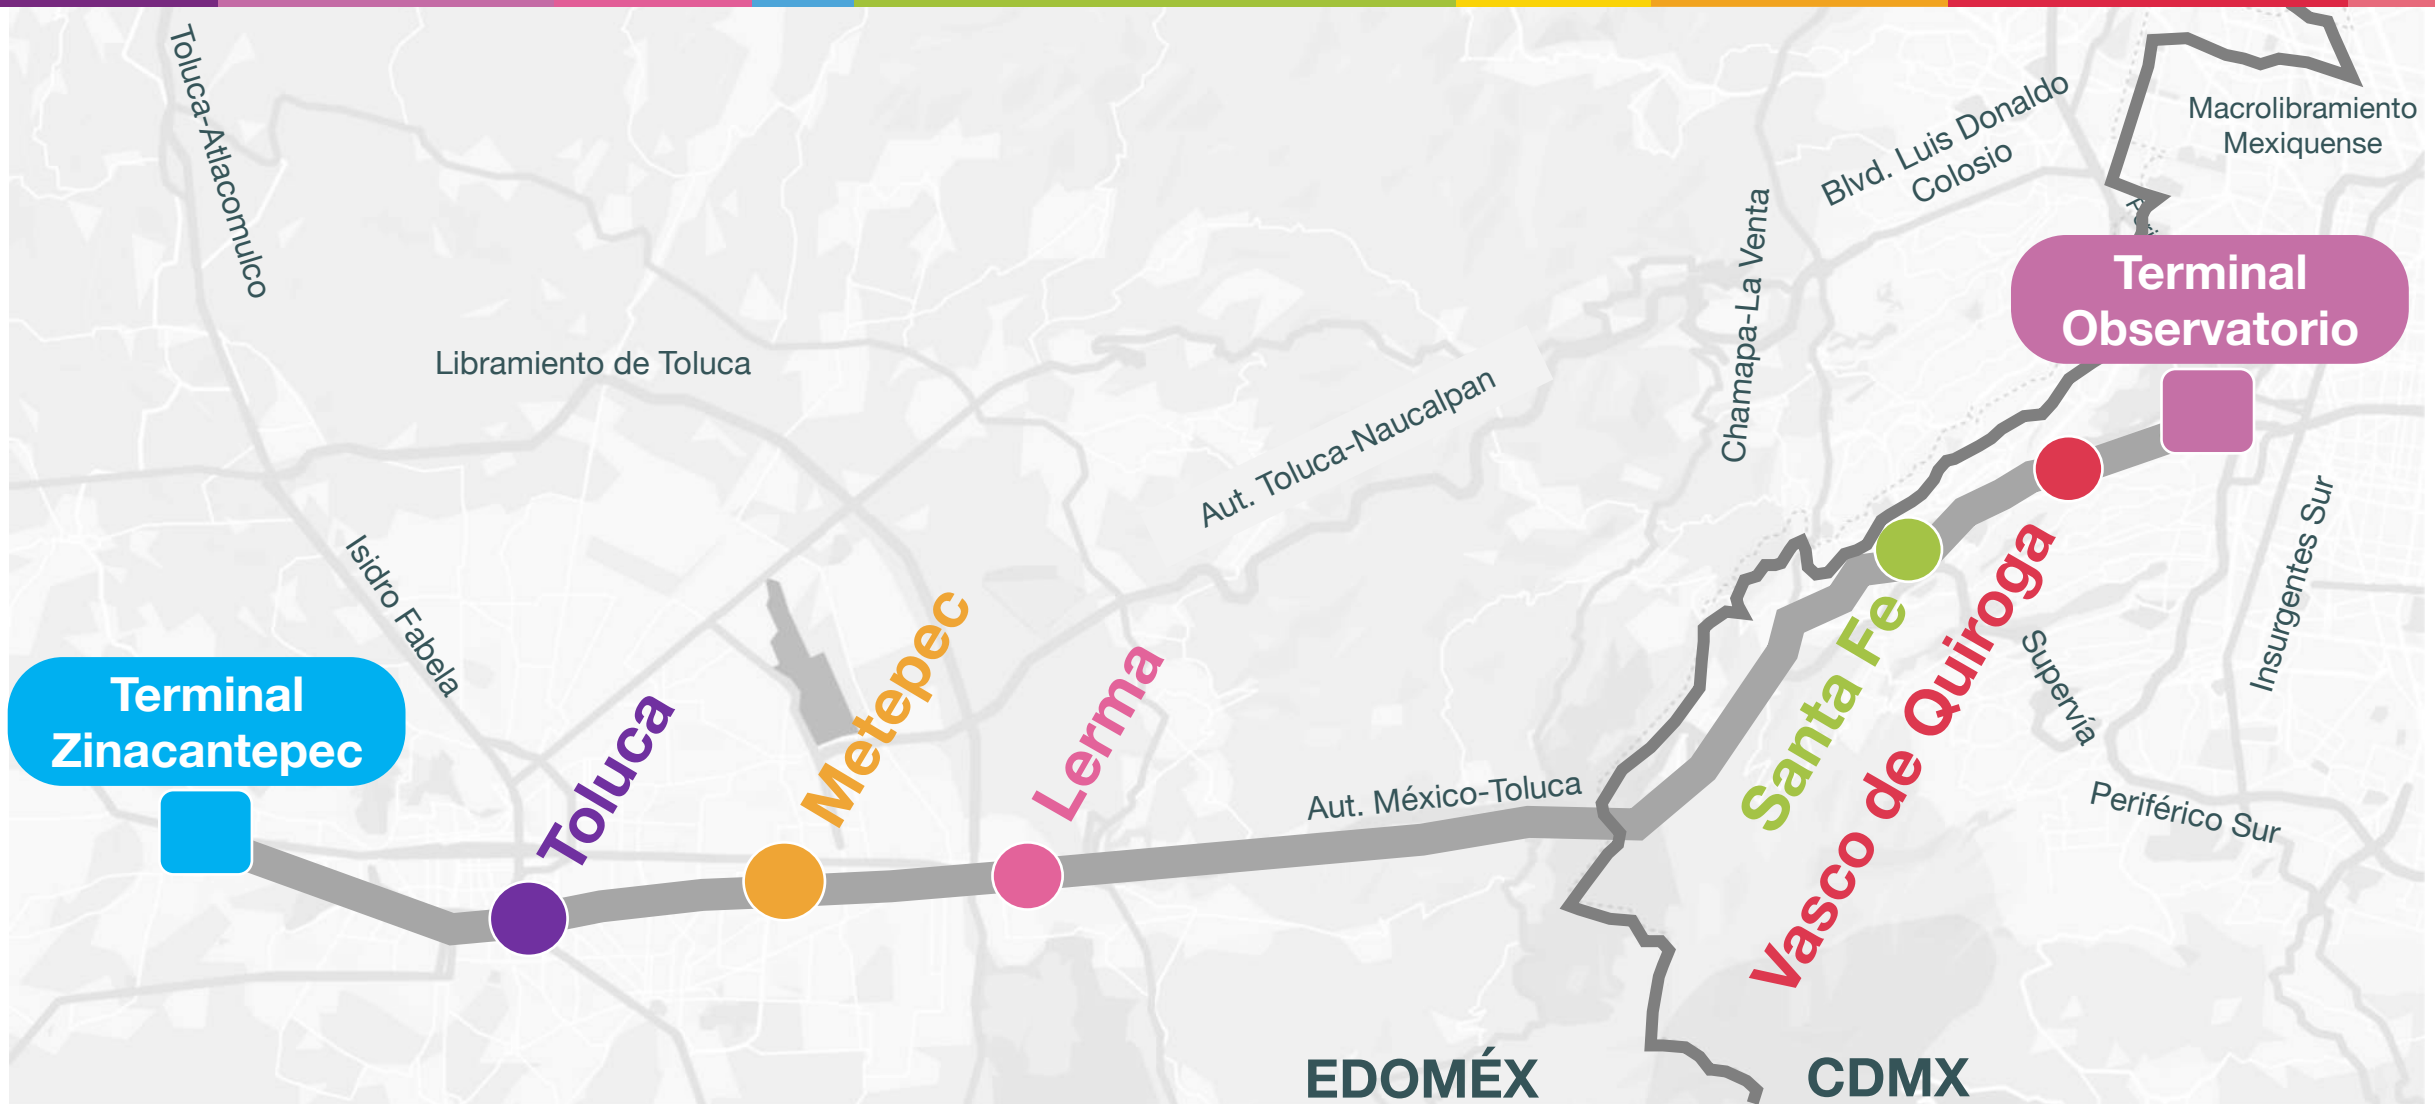 Toluca-Atlacomulco
Macrolibramiento
Mexiquense
Blvd. Luis Donaldo
Colosio
Chamapa-La Venta
Terminal
Observatorio
Libramiento de Toluca
Aut. Toluca-Naucalpan
Isidro Fabela
Insurgentes Sur
Terminal
Zinacantepec
Toluca
Metepec
Lerma
Santa Fe
Vasco de Quiroga
Supervía
Aut. México-Toluca
Periférico Sur
EDOMÉX
CDMX